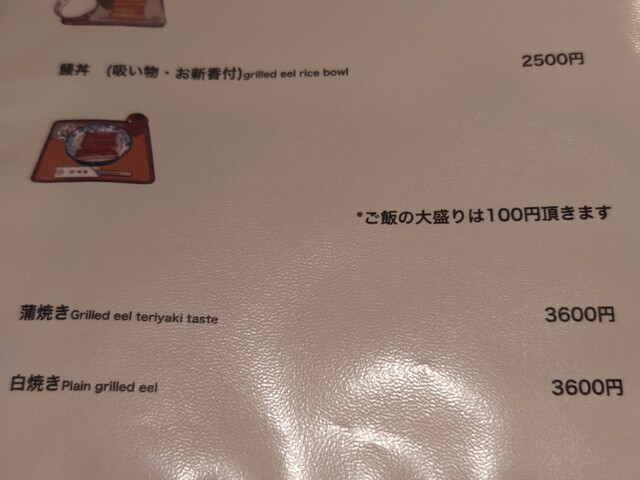 鰻丼 (吸い物・お新香付)grilled eel rice bowl 2500円
*ご飯の大盛りは100円頂きます
蒲焼きGrilled eel teriyaki taste 3600円
白焼きPlain grilled eel 3600円